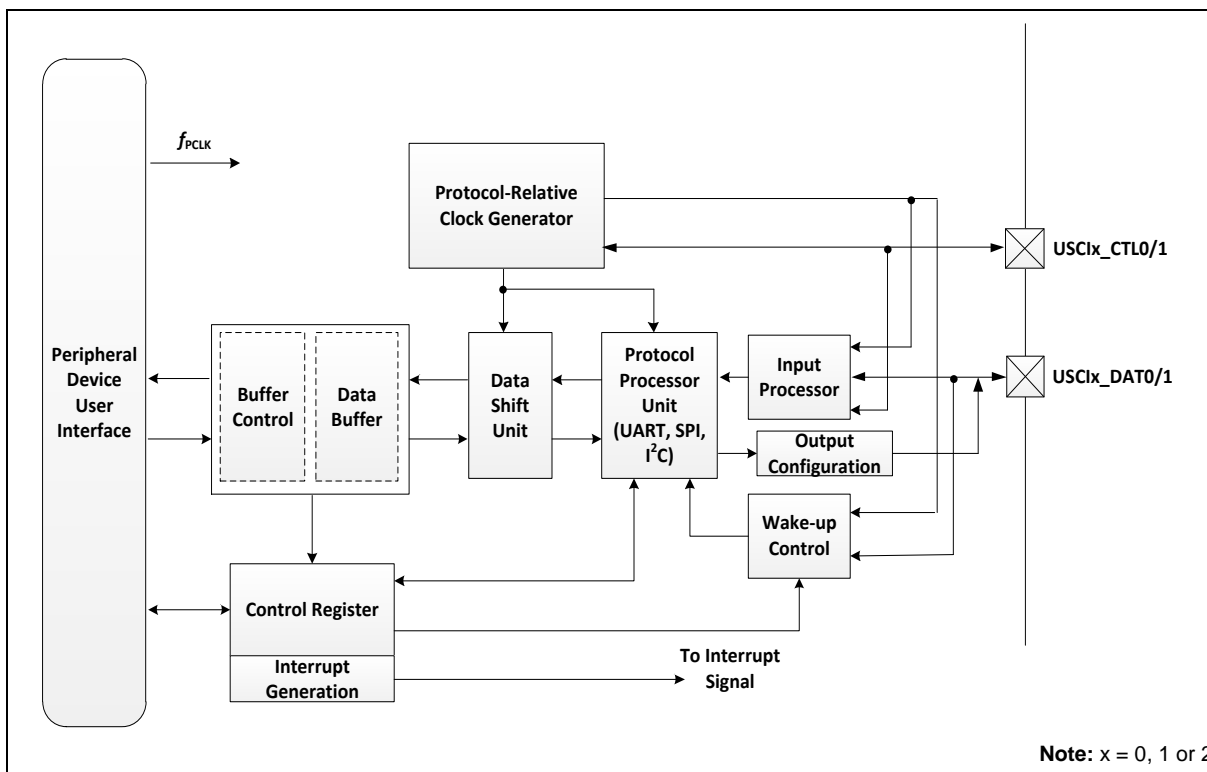 fPCLK
Protocol-Relative
Clock Generator
USCIx_CTL0/1
Peripheral
Device
User
Interface
Buffer
Control
Data
Buffer
Data
Shift
Unit
Protocol
Processor
Unit
(UART, SPI,
I²C)
Input
Processor
USCIx_DAT0/1
Output
Configuration
Wake-up
Control
Control Register
Interrupt
Generation
To Interrupt
Signal
Note: x = 0, 1 or 2